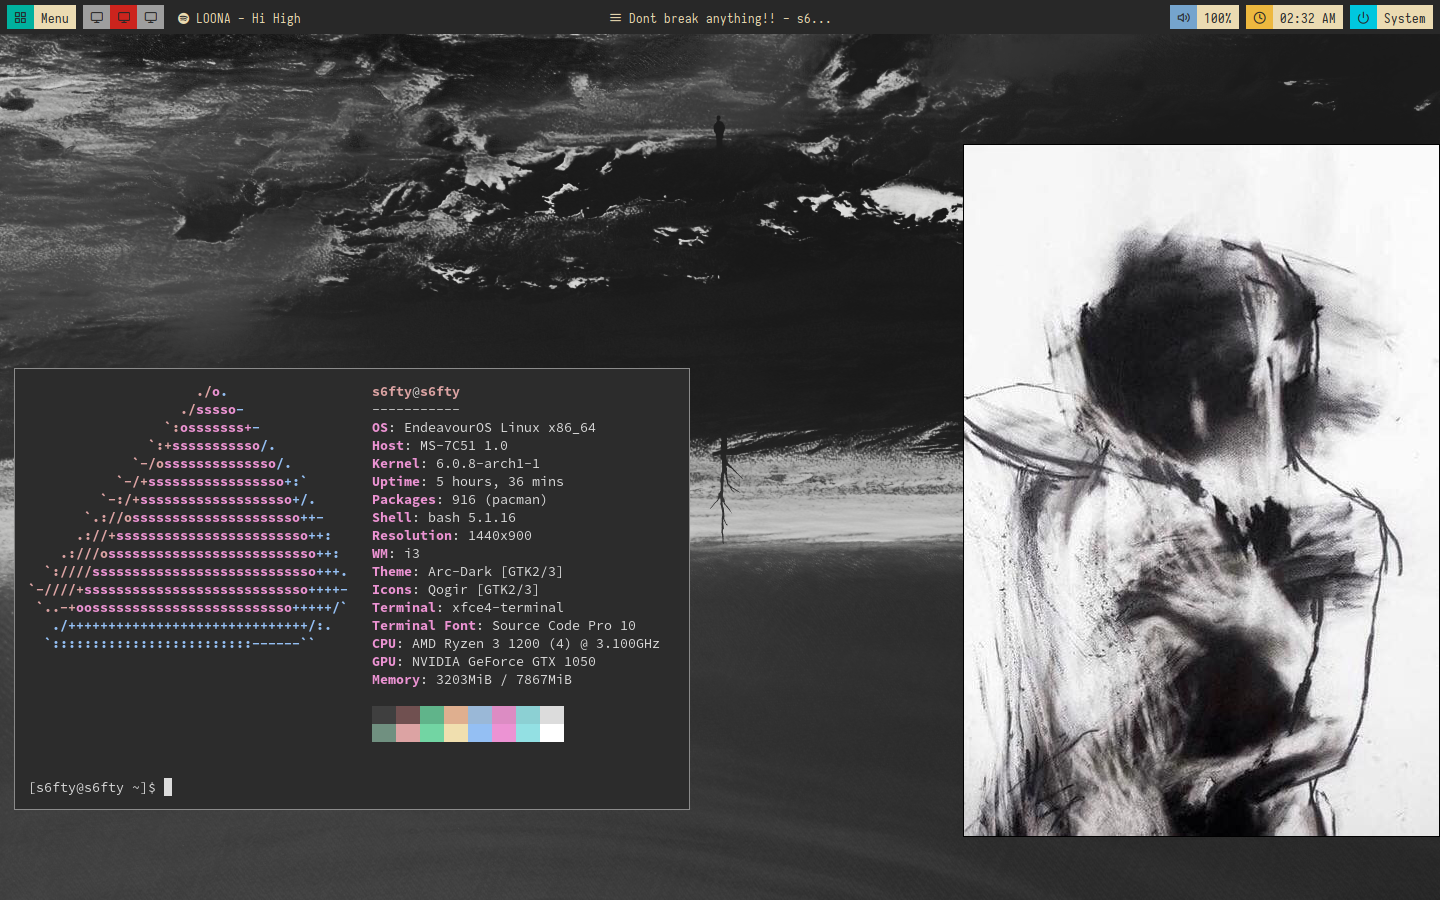 Menu
LOONA - Hi High
Dont break anything!! - s6...
100%
02:32 AM
System
./o.
./sssso-
`:osssssss+-
`:+sssssssssso/.
`-/ossssssssssssso/.
`-/+sssssssssssssssso+:`
`-:/+sssssssssssssssssso+/.
`.://osssssssssssssssssssso++-
.://+ssssssssssssssssssssssso++:
.:///ossssssssssssssssssssssssso++:
`:////ssssssssssssssssssssssssssso+++.
`-////+ssssssssssssssssssssssssssso++++-
`..-+oosssssssssssssssssssssssso+++++/`
./++++++++++++++++++++++++++++++/:.
`:::::::::::::::::::::::::------``
s6fty@s6fty
-----------
OS: EndeavourOS Linux x86_64
Host: MS-7C51 1.0
Kernel: 6.0.8-arch1-1
Uptime: 5 hours, 36 mins
Packages: 916 (pacman)
Shell: bash 5.1.16
Resolution: 1440x900
WM: i3
Theme: Arc-Dark [GTK2/3]
Icons: Qogir [GTK2/3]
Terminal: xfce4-terminal
Terminal Font: Source Code Pro 10
CPU: AMD Ryzen 3 1200 (4) @ 3.100GHz
GPU: NVIDIA GeForce GTX 1050
Memory: 3203MiB / 7867MiB
[s6fty@s6fty ~]$